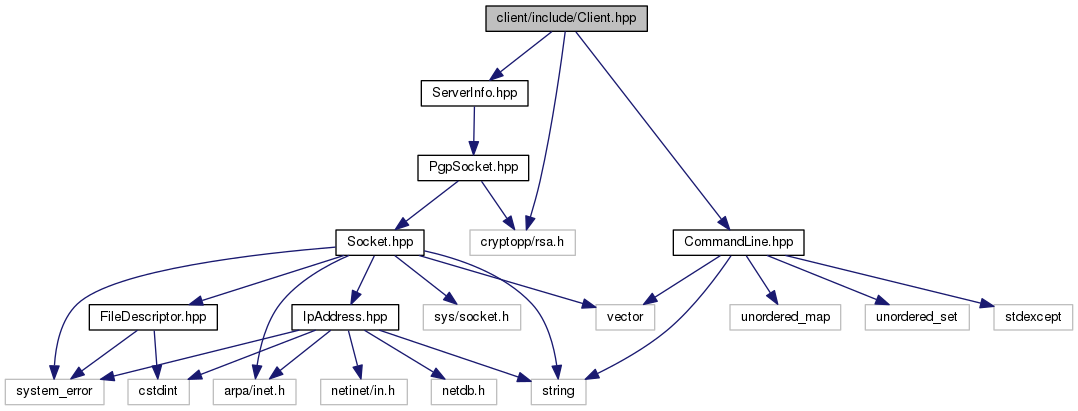 client/include/Client.hpp
ServerInfo.hpp
PgpSocket.hpp
Socket.hpp
cryptopp/rsa.h
CommandLine.hpp
FileDescriptor.hpp
IpAddress.hpp
sys/socket.h
vector
unordered_map
unordered_set
stdexcept
system_error
cstdint
arpa/inet.h
netinet/in.h
netdb.h
string